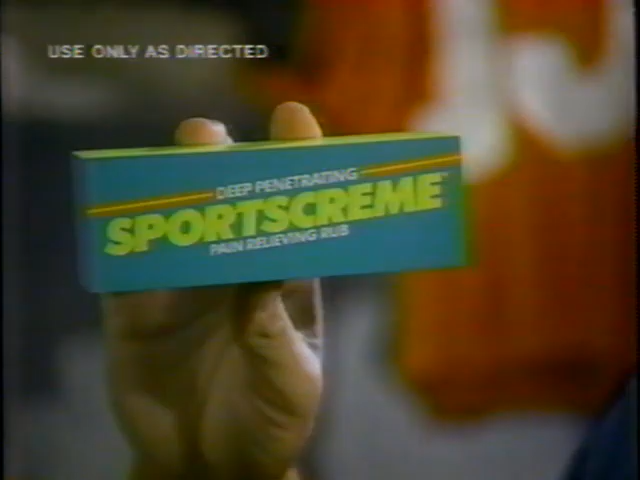 USE ONLY AS DIRECTED
DEEP PENETRATING
SPORTSCREME
PAIN RELIEVING RUB